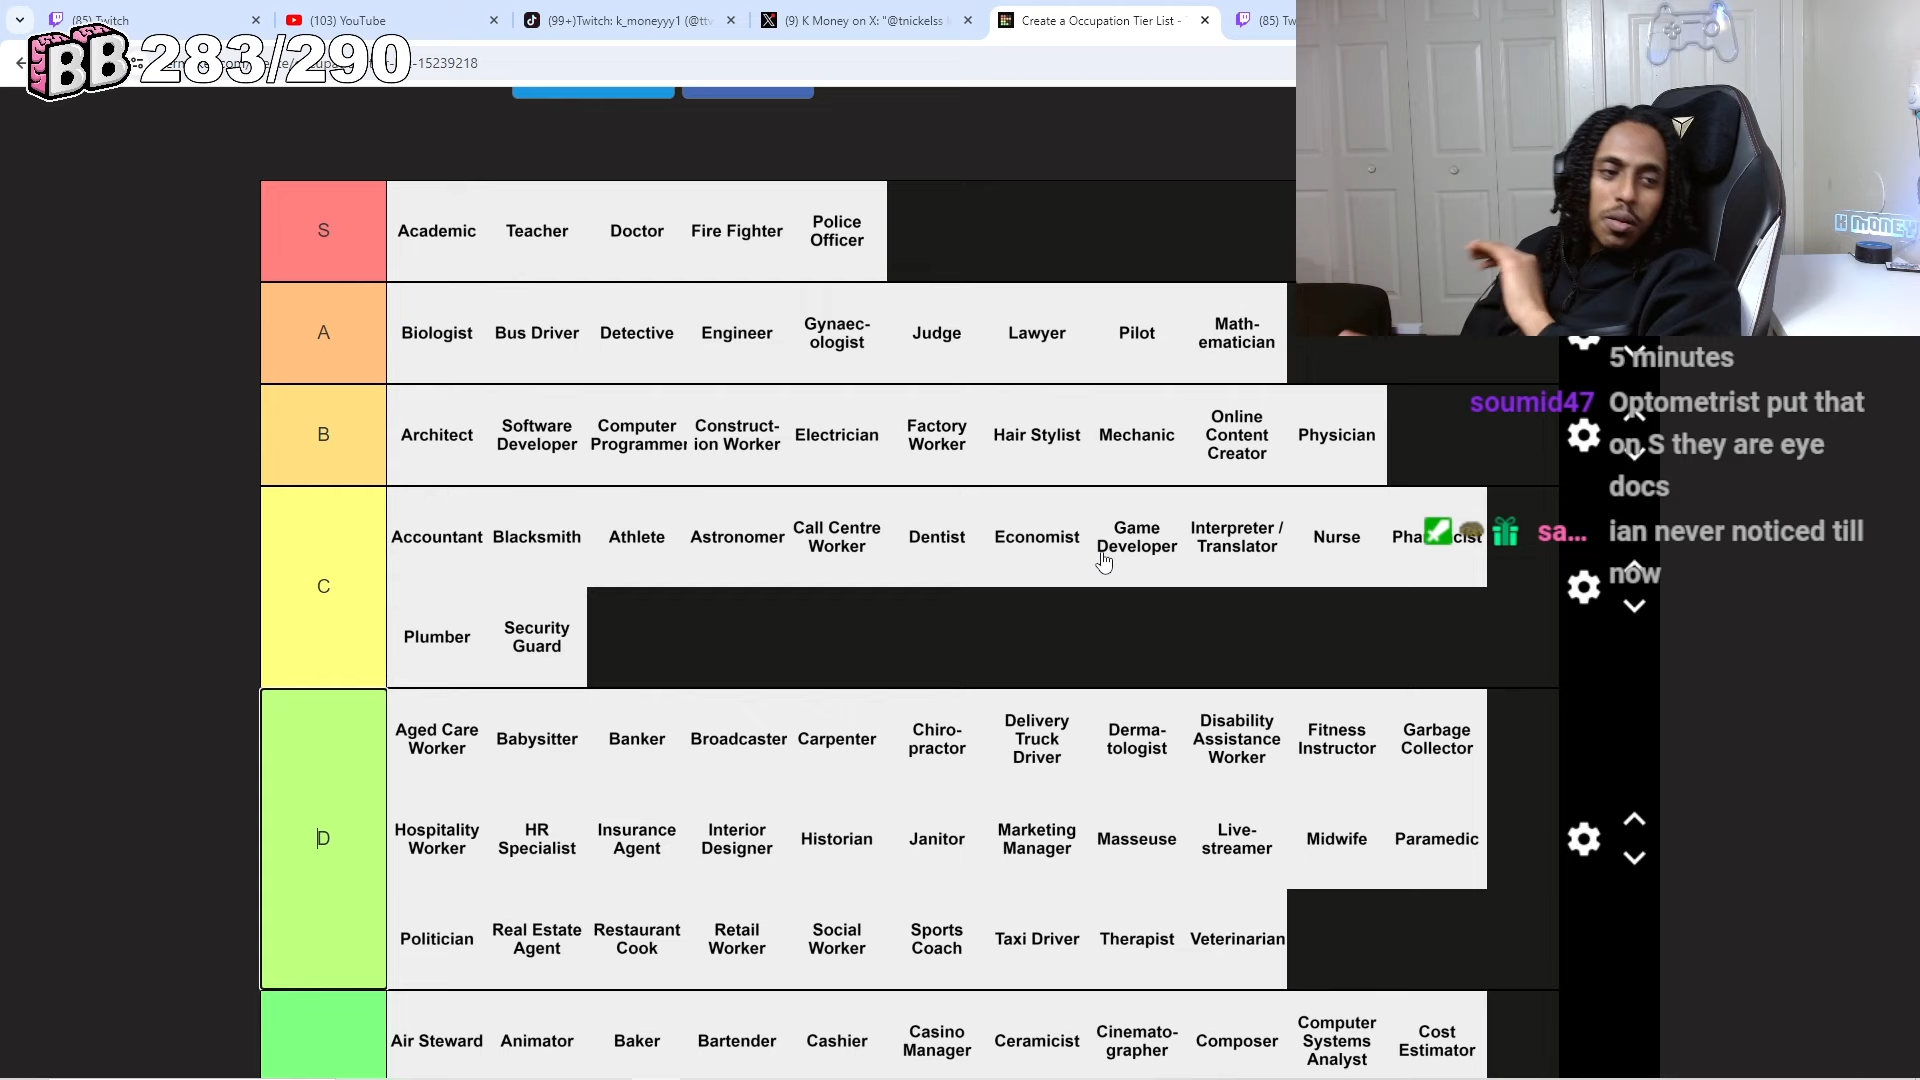 (85) Twitch
(103) YouTube
(99+)Twitch: k_moneyyy1 (@ttv
(9) K Money on X: "@tnickelss
Create a Occupation Tier List -
(85) Tw
BB 283/290
-15239218
S
Academic
Teacher
Doctor
Fire Fighter
Police
Officer
A
Biologist
Bus Driver
Detective
Engineer
Gynaec-
ologist
Judge
Lawyer
Pilot
Math-
ematician
B
Architect
Software
Developer
Computer
Programmer
Construct-
ion Worker
Electrician
Factory
Worker
Hair Stylist
Mechanic
Online
Content
Creator
Physician
C
Accountant
Blacksmith
Athlete
Astronomer
Call Centre
Worker
Dentist
Economist
Game
Developer
Interpreter /
Translator
Nurse
Plumber
Security
Guard
D
Aged Care
Worker
Babysitter
Banker
Broadcaster
Carpenter
Chiro-
practor
Delivery
Truck
Driver
Derma-
tologist
Disability
Assistance
Worker
Fitness
Instructor
Garbage
Collector
Hospitality
Worker
HR
Specialist
Insurance
Agent
Interior
Designer
Historian
Janitor
Marketing
Manager
Masseuse
Live-
streamer
Midwife
Paramedic
Politician
Real Estate
Agent
Restaurant
Cook
Retail
Worker
Social
Worker
Sports
Coach
Taxi Driver
Therapist
Veterinarian
Air Steward
Animator
Baker
Bartender
Cashier
Casino
Manager
Ceramicist
Cinemato-
grapher
Composer
Computer
Systems
Analyst
Cost
Estimator
K MONEY
5 minutes
soumid47 Optometrist put that
on S they are eye
docs
sa... ian never noticed till
now